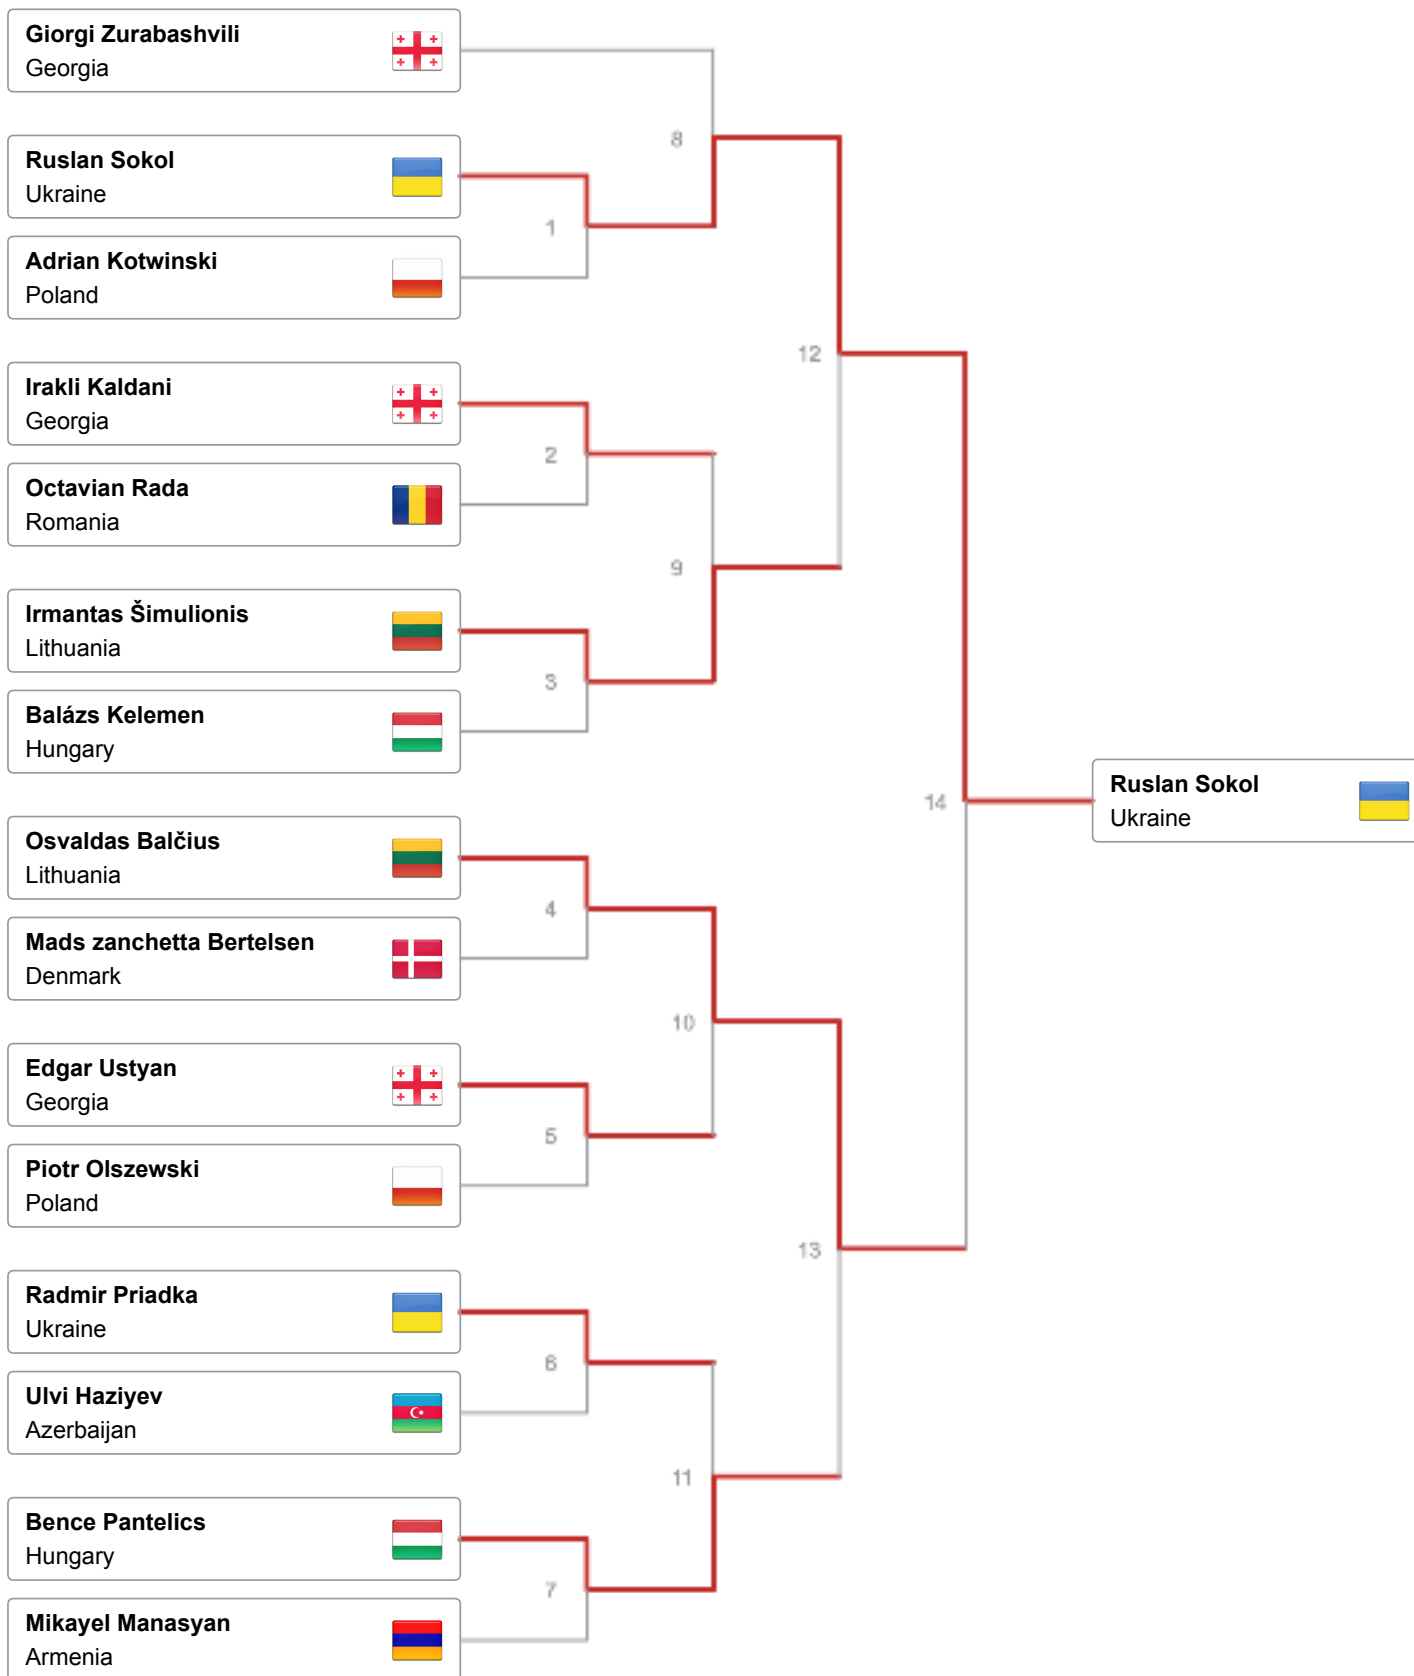 Giorgi Zurabashvili
Georgia
8
Ruslan Sokol
Ukraine
1
Adrian Kotwinski
Poland
12
Irakli Kaldani
Georgia
2
Octavian Rada
Romania
9
Irmantas Šimulionis
Lithuania
3
Balázs Kelemen
Hungary
14
Ruslan Sokol
Ukraine
Osvaldas Balčius
Lithuania
4
Mads zanchetta Bertelsen
Denmark
10
Edgar Ustyan
Georgia
5
Piotr Olszewski
Poland
13
Radmir Priadka
Ukraine
6
Ulvi Haziyev
Azerbaijan
11
Bence Pantelics
Hungary
7
Mikayel Manasyan
Armenia